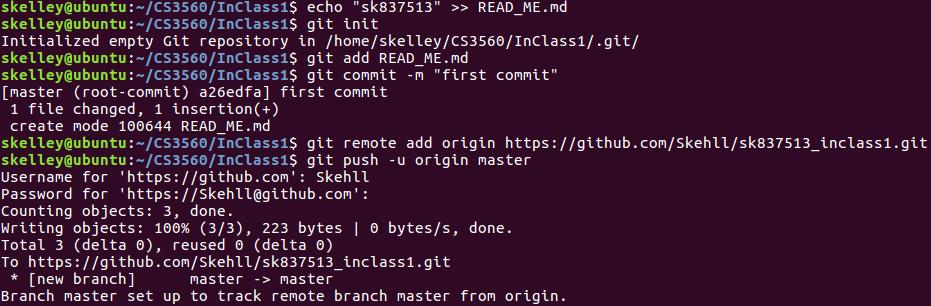 skelley@ubuntu:~/CS3560/InClass1$ echo "sk837513" >> READ_ME.md
skelley@ubuntu:~/CS3560/InClass1$ git init
Initialized empty Git repository in /home/skelley/CS3560/InClass1/.git/
skelley@ubuntu:~/CS3560/InClass1$ git add READ_ME.md
skelley@ubuntu:~/CS3560/InClass1$ git commit -m "first commit"
[master (root-commit) a26edfa] first commit
 1 file changed, 1 insertion(+)
 create mode 100644 READ_ME.md
skelley@ubuntu:~/CS3560/InClass1$ git remote add origin https://github.com/Skehll/sk837513_inclass1.git
skelley@ubuntu:~/CS3560/InClass1$ git push -u origin master
Username for 'https://github.com': Skehll
Password for 'https://Skehll@github.com':
Counting objects: 3, done.
Writing objects: 100% (3/3), 223 bytes | 0 bytes/s, done.
Total 3 (delta 0), reused 0 (delta 0)
To https://github.com/Skehll/sk837513_inclass1.git
 * [new branch]      master -> master
Branch master set up to track remote branch master from origin.